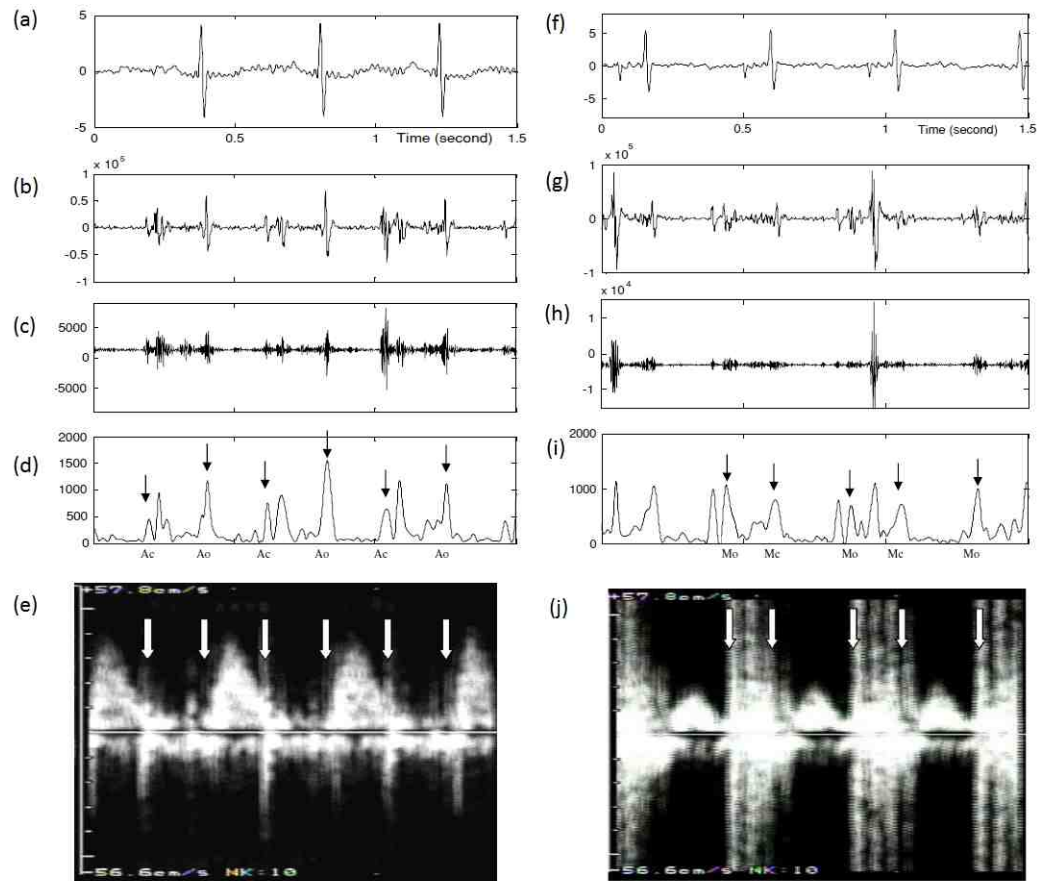 (a)
5
0
-5
0 0.5 1 Time (second) 1.5
(b)
x 10^5
1
0.5
0
-0.5
-1
(c)
5000
0
-5000
(d)
2000
1500
1000
500
0
Ac Ao Ac Ao Ac Ao
(e)
+57.8cm/s
-56.6cm/s NK:10
(f)
5
0
-5
0 0.5 1 Time (second) 1.5
(g)
x 10^5
1
0
-1
(h)
x 10^4
1
0
-1
(i)
2000
1000
0
Mo Mc Mo Mc Mo
(j)
+57.8cm/s
-56.6cm/s NK:10